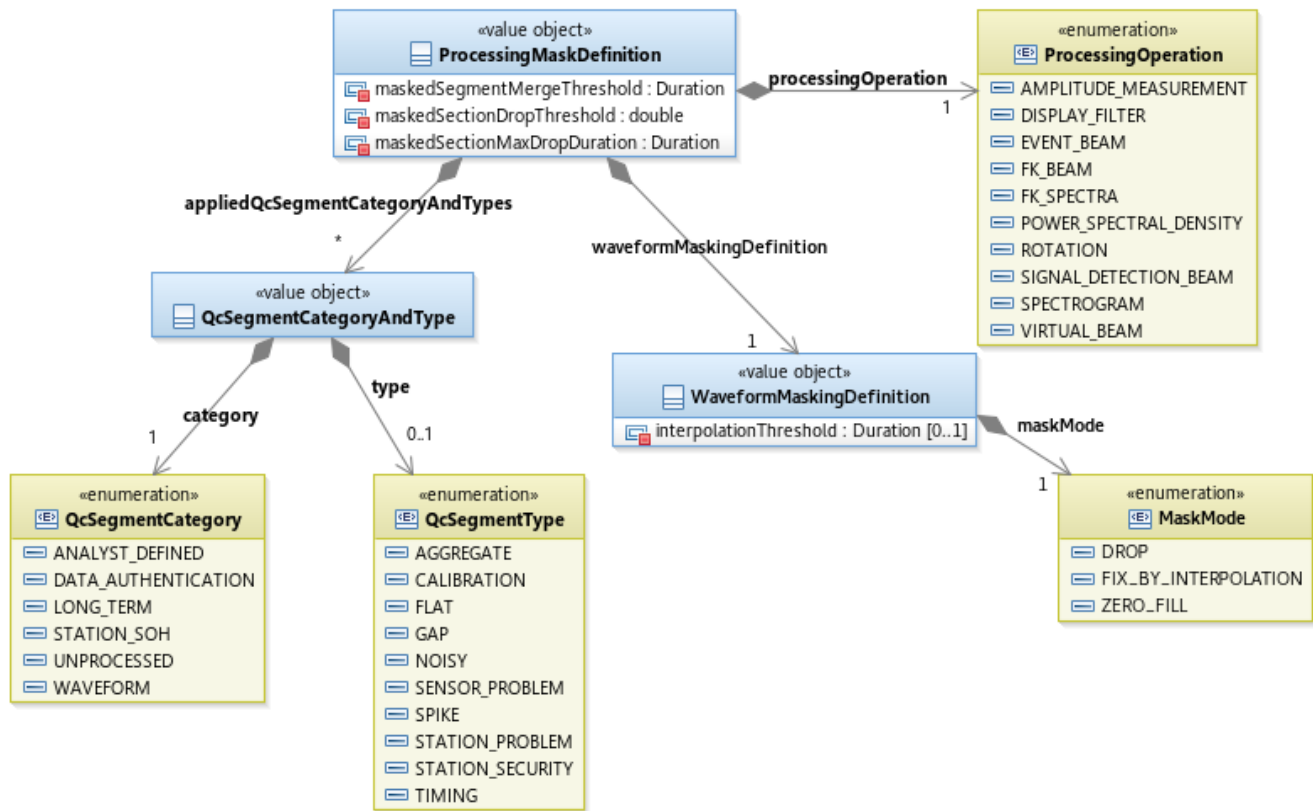 «value object»
ProcessingMaskDefinition
maskedSegmentMergeThreshold : Duration
maskedSectionDropThreshold : double
maskedSectionMaxDropDuration : Duration
processingOperation
1
«enumeration»
ProcessingOperation
AMPLITUDE_MEASUREMENT
DISPLAY_FILTER
EVENT_BEAM
FK_BEAM
FK_SPECTRA
POWER_SPECTRAL_DENSITY
ROTATION
SIGNAL_DETECTION_BEAM
SPECTROGRAM
VIRTUAL_BEAM
appliedQcSegmentCategoryAndTypes
*
waveformMaskingDefinition
1
«value object»
QcSegmentCategoryAndType
«value object»
WaveformMaskingDefinition
interpolationThreshold : Duration [0..1]
category
1
type
0..1
maskMode
1
«enumeration»
QcSegmentCategory
ANALYST_DEFINED
DATA_AUTHENTICATION
LONG_TERM
STATION_SOH
UNPROCESSED
WAVEFORM
«enumeration»
QcSegmentType
AGGREGATE
CALIBRATION
FLAT
GAP
NOISY
SENSOR_PROBLEM
SPIKE
STATION_PROBLEM
STATION_SECURITY
TIMING
«enumeration»
MaskMode
DROP
FIX_BY_INTERPOLATION
ZERO_FILL